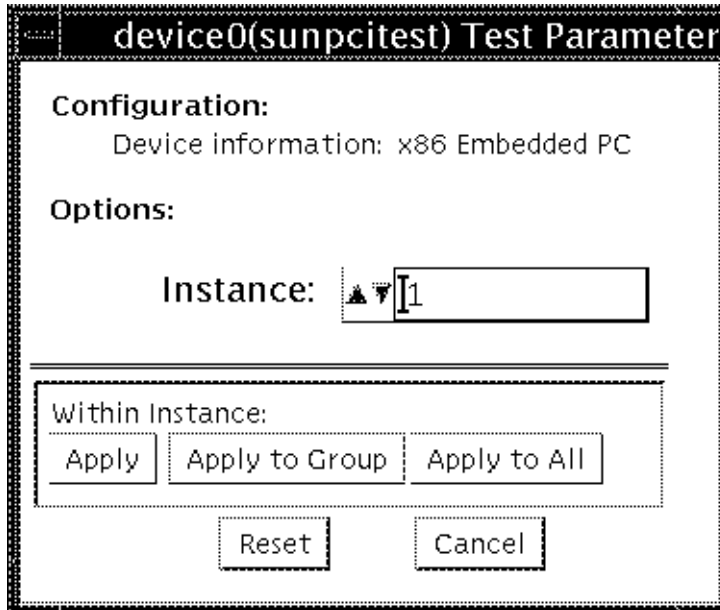 device0(sunpcitest) Test Parameter
Configuration:
Device information: x86 Embedded PC
Options:
Instance: 1
Within Instance:
Apply Apply to Group Apply to All
Reset Cancel